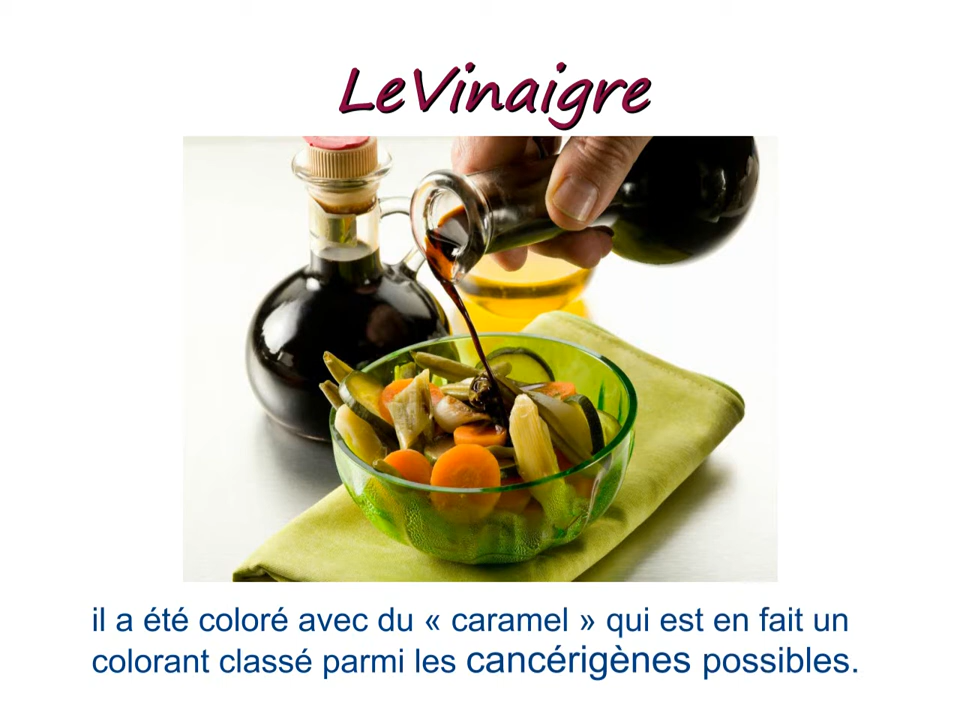 LeVinaigre
il a été coloré avec du « caramel » qui est en fait un
colorant classé parmi les cancérigènes possibles.